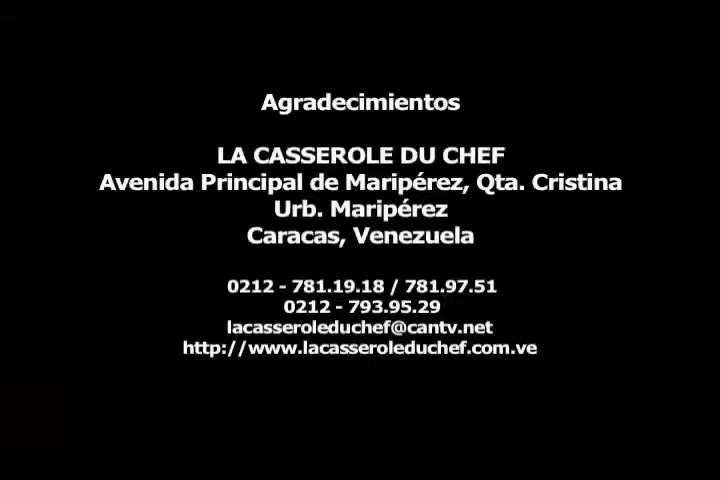 Agradecimientos
LA CASSEROLE DU CHEF
Avenida Principal de Maripérez, Qta. Cristina
Urb. Maripérez
Caracas, Venezuela
0212 - 781.19.18 / 781.97.51
0212 - 793.95.29
lacasseroleduchef@cantv.net
http://www.lacasseroleduchef.com.ve